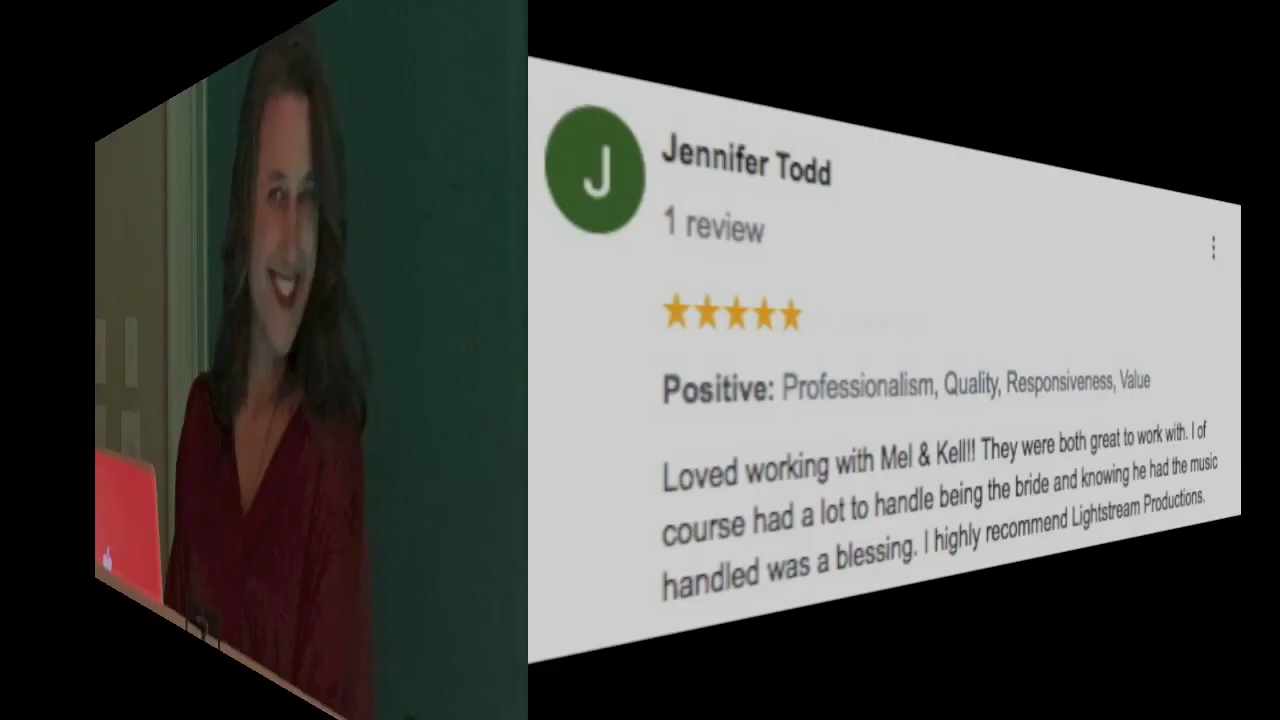 J
Jennifer Todd
1 review
Positive: Professionalism, Quality, Responsiveness, Value
Loved working with Mel & Kell!! They were both great to work with. I of
course had a lot to handle being the bride and knowing he had the music
handled was a blessing. I highly recommend Lightstream Productions.